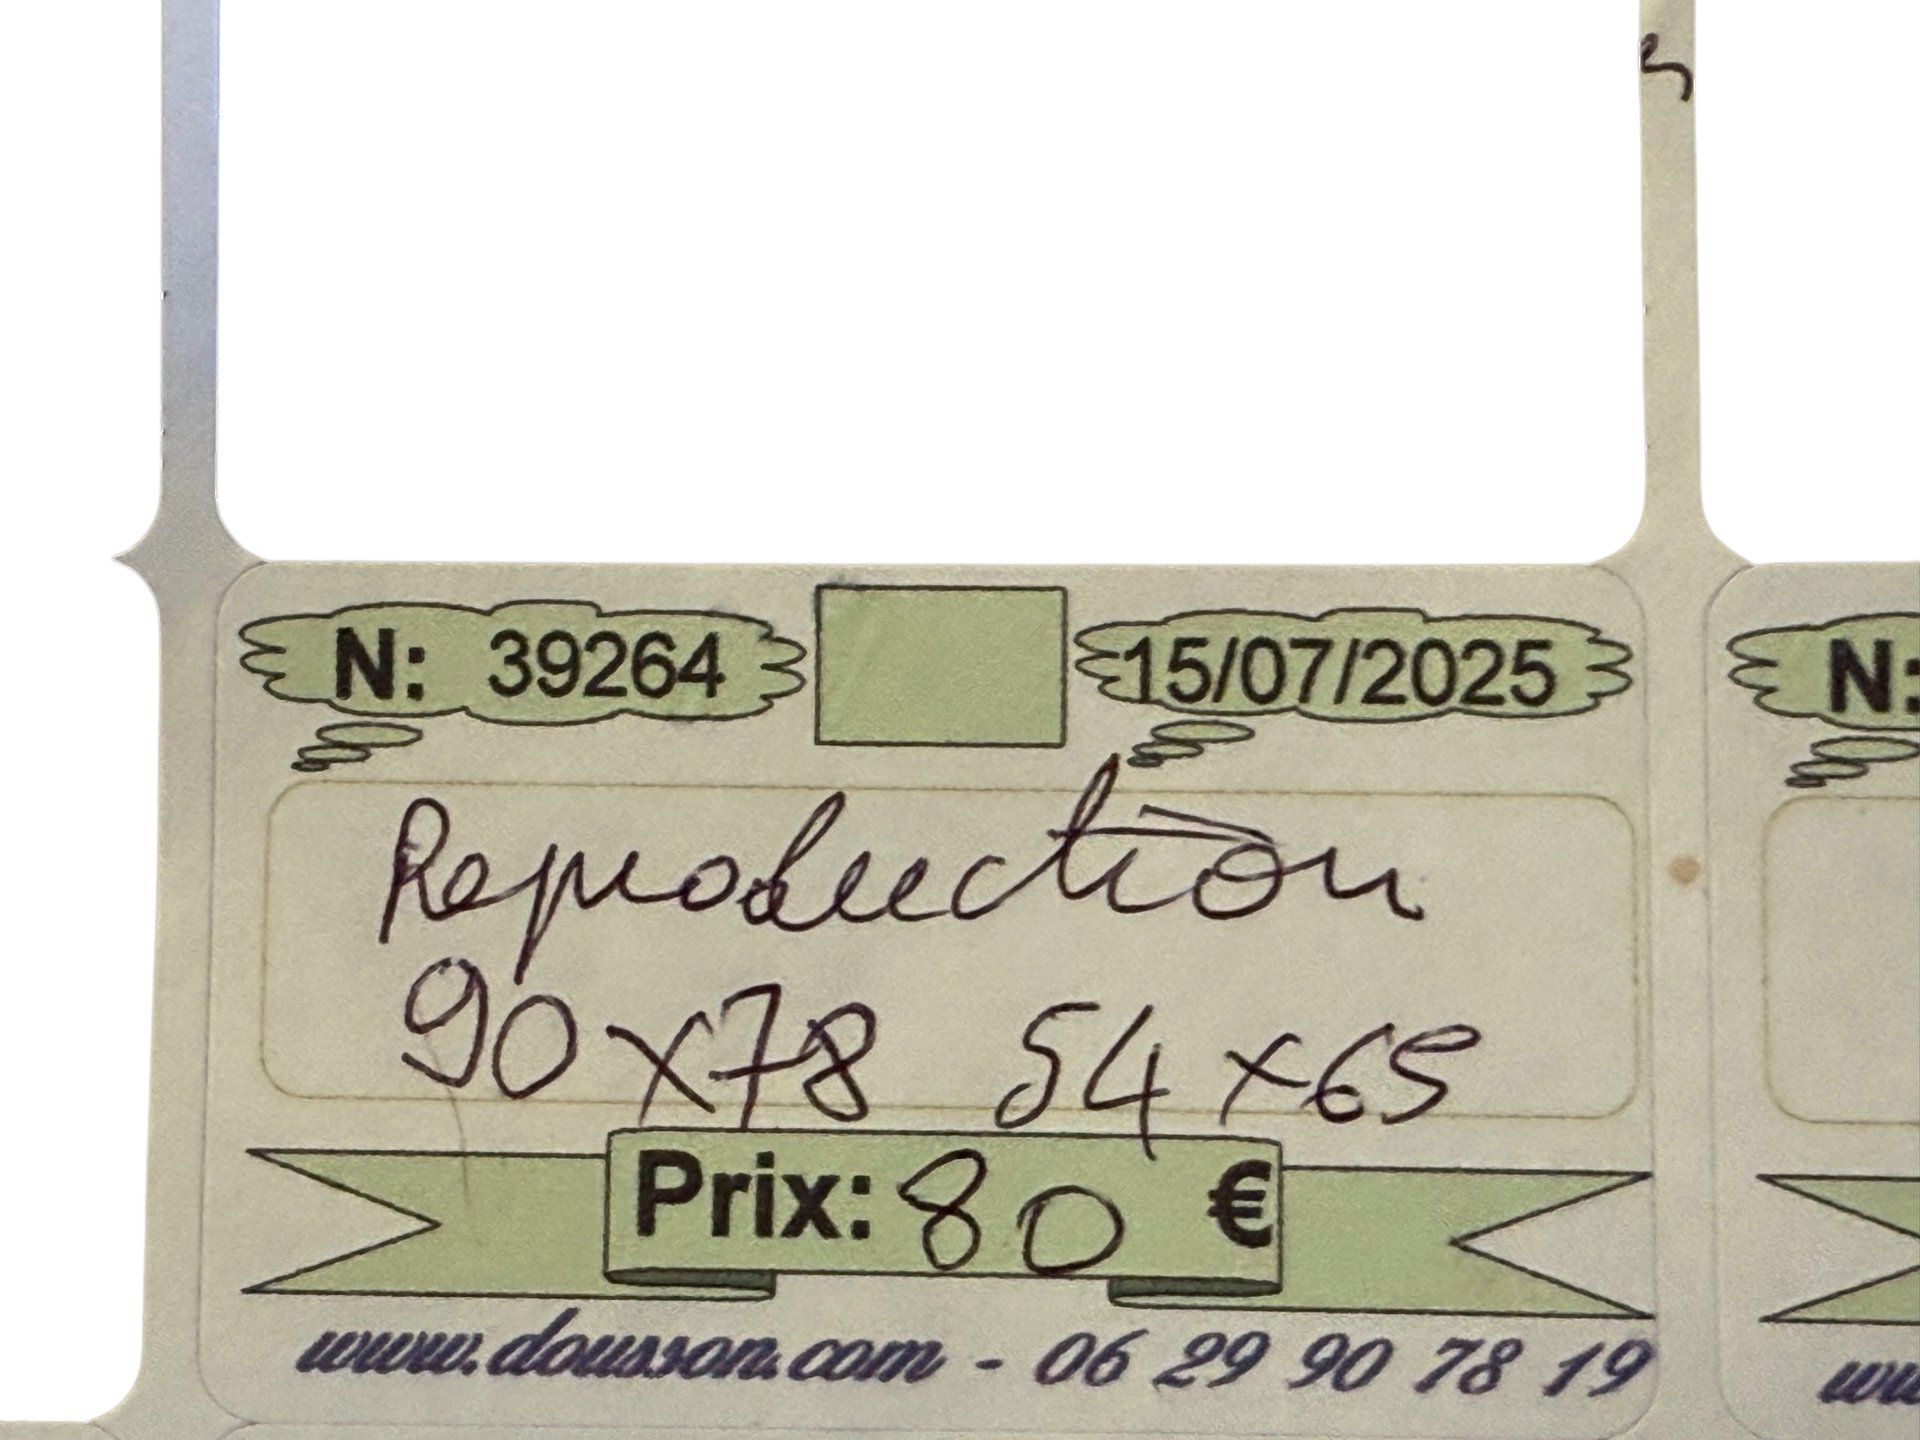 N: 39264 15/07/2025 N:
Reproduction
90x78 54x65
Prix: 80 €
www.dousson.com - 06 29 90 78 19